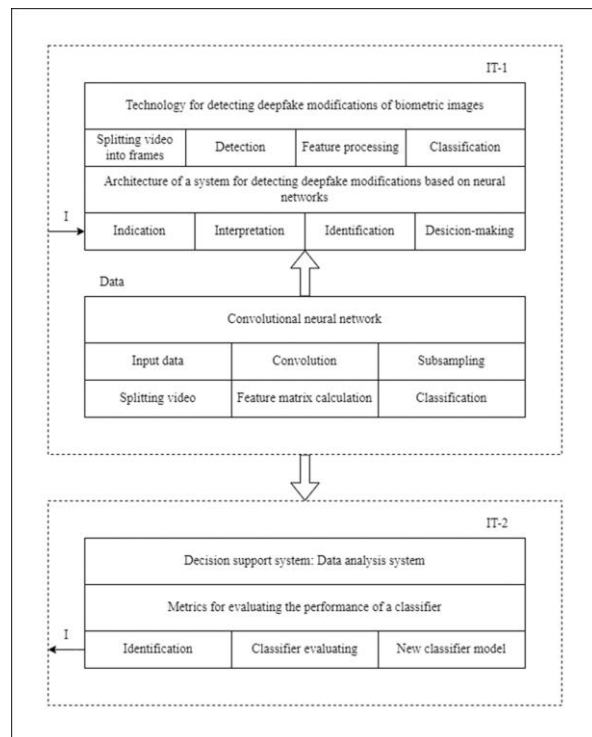 IT-1
Technology for detecting deepfake modifications of biometric images
Splitting video
into frames
Detection
Feature processing
Classification
Architecture of a system for detecting deepfake modifications based on neural
networks
I
Indication
Interpretation
Identification
Desicion-making
Data
Convolutional neural network
Input data
Convolution
Subsampling
Splitting video
Feature matrix calculation
Classification
IT-2
Decision support system: Data analysis system
Metrics for evaluating the performance of a classifier
I
Identification
Classifier evaluating
New classifier model